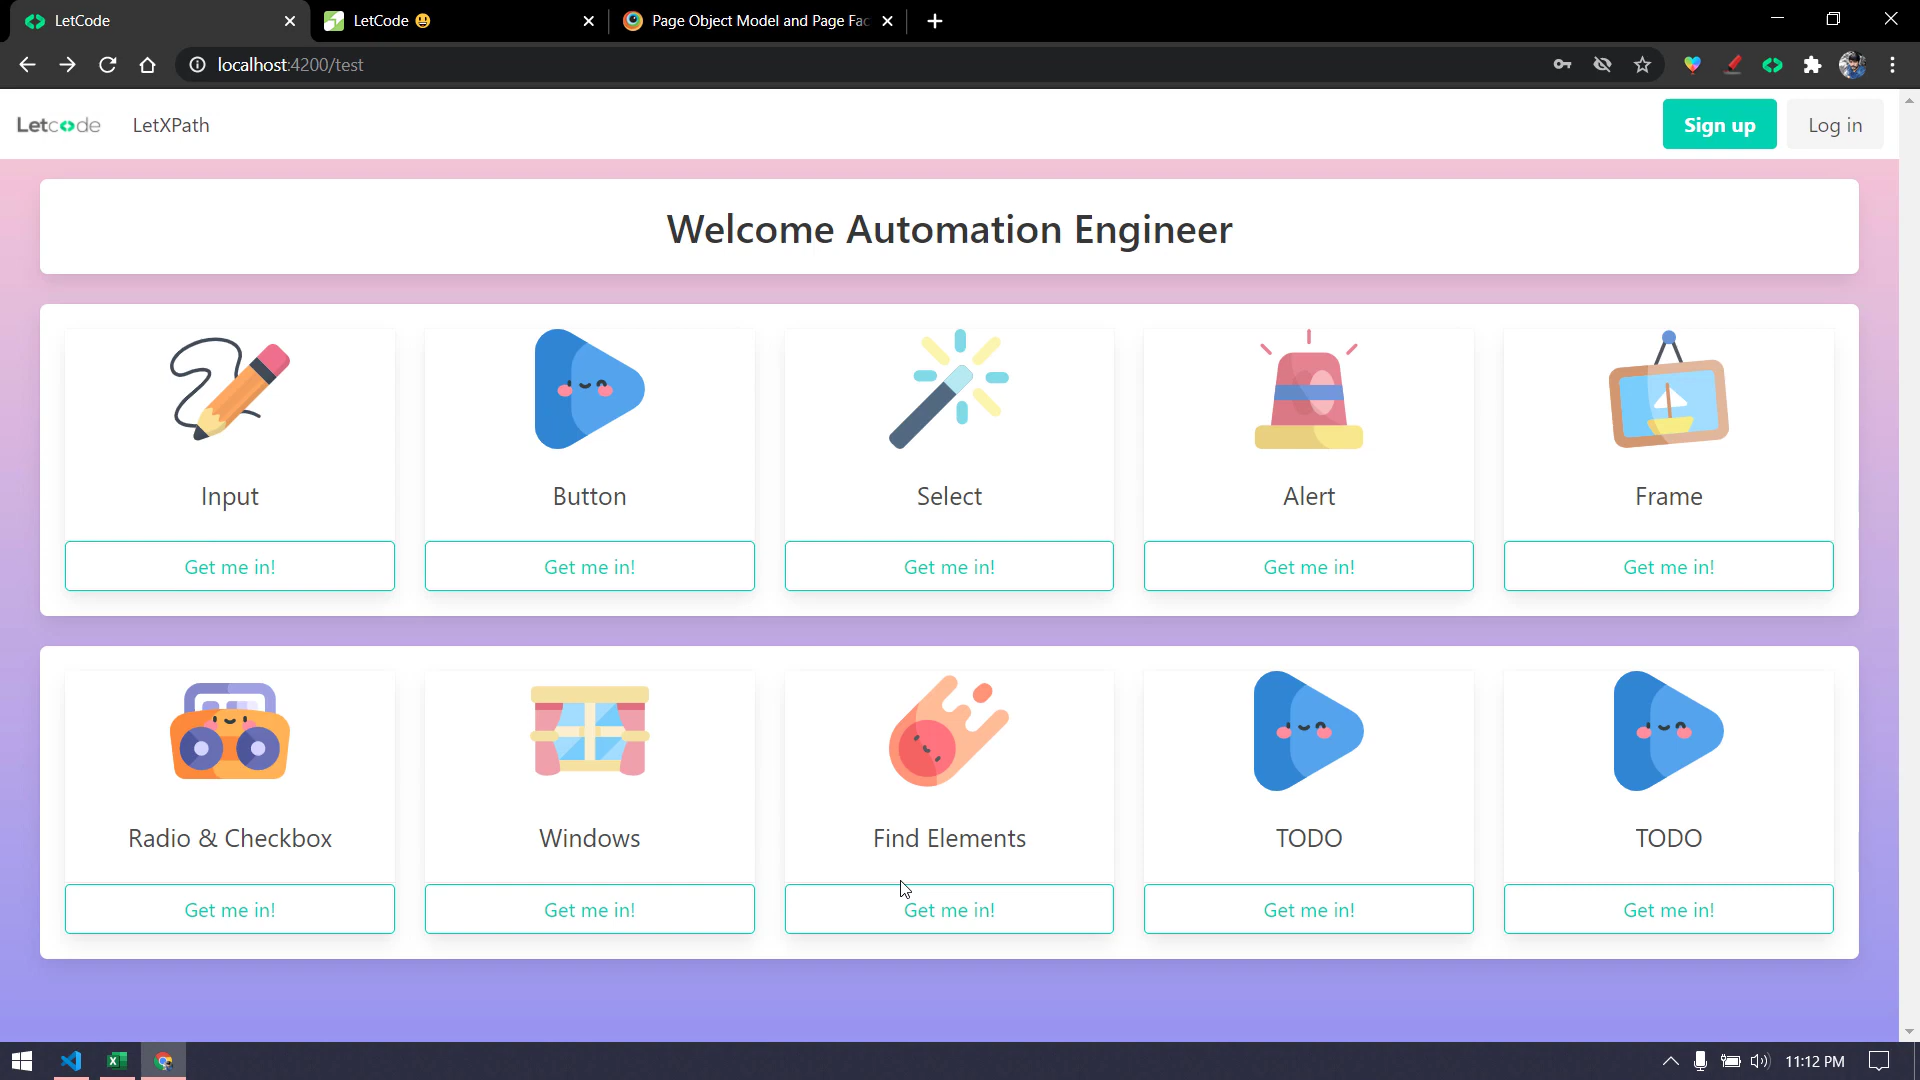 LetCode
LetCode 😃
Page Object Model and Page Fac
localhost:4200/test
Letcode
LetXPath
Sign up
Log in
Welcome Automation Engineer
Input
Button
Select
Alert
Frame
Get me in!
Get me in!
Get me in!
Get me in!
Get me in!
Radio & Checkbox
Windows
Find Elements
TODO
TODO
Get me in!
Get me in!
Get me in!
Get me in!
Get me in!
11:12 PM